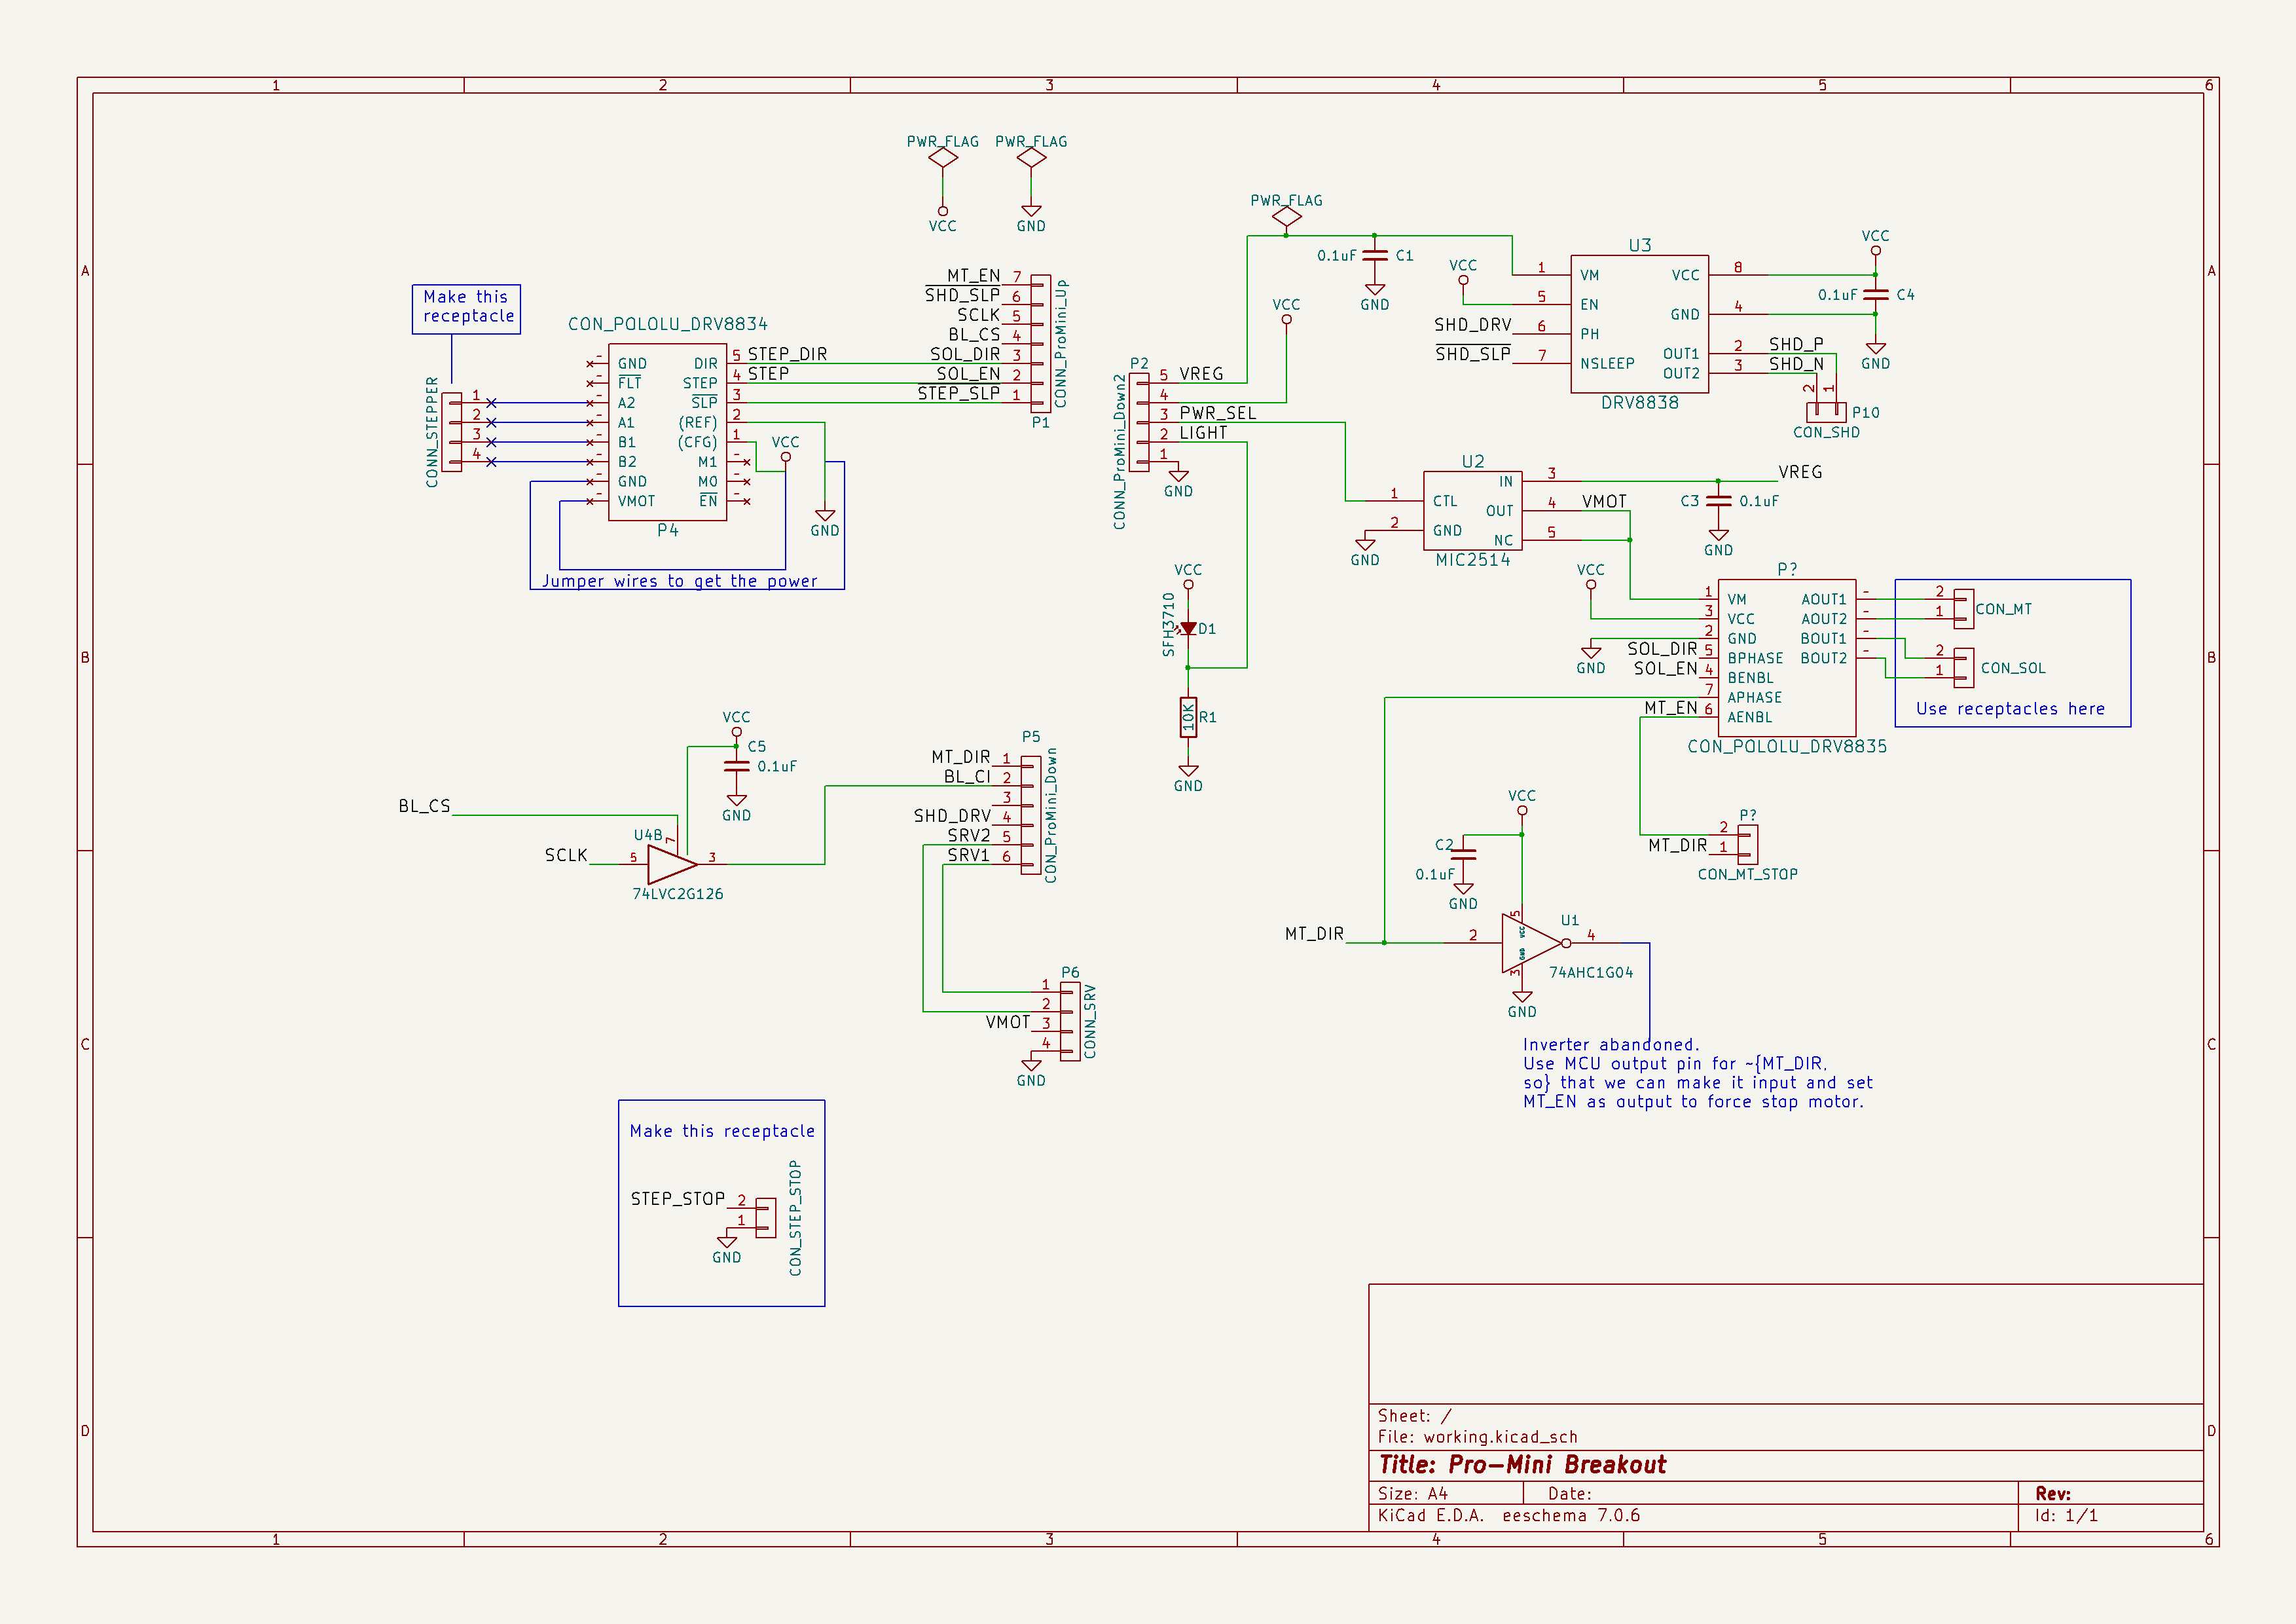 1 2 3 4 5 6
A A
B B
C C
D D
PWR_FLAG
VCC
PWR_FLAG
GND
Make this
receptacle
CONN_STEPPER
1
2
3
4
CON_POLOLU_DRV8834
GND
FLT
A2
A1
B1
B2
GND
VMOT
DIR
STEP
SLP
(REF)
(CFG)
M1
M0
EN
5 STEP_DIR
4 STEP
3
2
1
VCC
GND
P4
Jumper wires to get the power
MT_EN 7
SHD_SLP 6
SCLK 5
BL_CS 4
SOL_DIR 3
SOL_EN 2
STEP_SLP 1
CONN_ProMini_Up
P1
P2
CONN_ProMini_Down2
5 VREG
4
3 PWR_SEL
2 LIGHT
1
GND
VCC
PWR_FLAG
0.1uF C1
GND
VCC
U3
1 VM
5 EN
SHD_DRV 6 PH
SHD_SLP 7 NSLEEP
VCC 8
GND 4
OUT1 2 SHD_P
OUT2 3 SHD_N
DRV8838
VCC
0.1uF C4
GND
2 1
P10
CON_SHD
U2
1 CTL
2 GND
IN 3
OUT 4 VMOT
NC 5
MIC2514
GND
VREG
C3 0.1uF
GND
VCC
SFH3710
D1
10K
R1
GND
VCC
GND
P?
1 VM
3 VCC
2 GND
SOL_DIR 5 BPHASE
SOL_EN 4 BENBL
7 APHASE
MT_EN 6 AENBL
AOUT1
AOUT2
BOUT1
BOUT2
CON_POLOLU_DRV8835
2
1
CON_MT
2
1
CON_SOL
Use receptacles here
P?
2
MT_DIR 1
CON_MT_STOP
VCC
C2
0.1uF
GND
MT_DIR
2
5
VCC
GND
3
U1
4
74AHC1G04
GND
Inverter abandoned.
Use MCU output pin for ~{MT_DIR,
so} that we can make it input and set
MT_EN as output to force stop motor.
VCC
C5
0.1uF
GND
BL_CS
U4B
7
SCLK 5
3
74LVC2G126
P5
MT_DIR 1
BL_CI 2
3
SHD_DRV 4
SRV2 5
SRV1 6
CON_ProMini_Down
P6
1
2
VMOT 3
4
GND
CONN_SRV
Make this receptacle
STEP_STOP 2
1
GND
CON_STEP_STOP
Sheet: /
File: working.kicad_sch
Title: Pro-Mini Breakout
Size: A4 Date: Rev:
KiCad E.D.A. eeschema 7.0.6 Id: 1/1
1 2 3 4 5 6